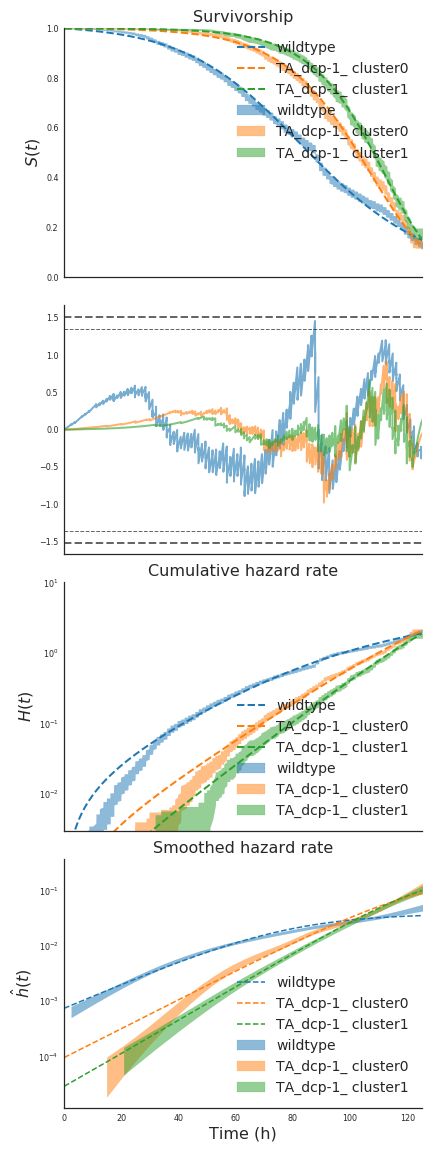 Survivorship
1.0
0.8
0.6
0.4
0.2
0.0
S(t)
wildtype
TA_dcp-1_ cluster0
TA_dcp-1_ cluster1
wildtype
TA_dcp-1_ cluster0
TA_dcp-1_ cluster1
1.5
1.0
0.5
0.0
−0.5
−1.0
−1.5
Cumulative hazard rate
10¹
10⁰
10⁻¹
10⁻²
H(t)
wildtype
TA_dcp-1_ cluster0
TA_dcp-1_ cluster1
wildtype
TA_dcp-1_ cluster0
TA_dcp-1_ cluster1
Smoothed hazard rate
10⁻¹
10⁻²
10⁻³
10⁻⁴
ĥ(t)
wildtype
TA_dcp-1_ cluster0
TA_dcp-1_ cluster1
wildtype
TA_dcp-1_ cluster0
TA_dcp-1_ cluster1
0 20 40 60 80 100 120
Time (h)